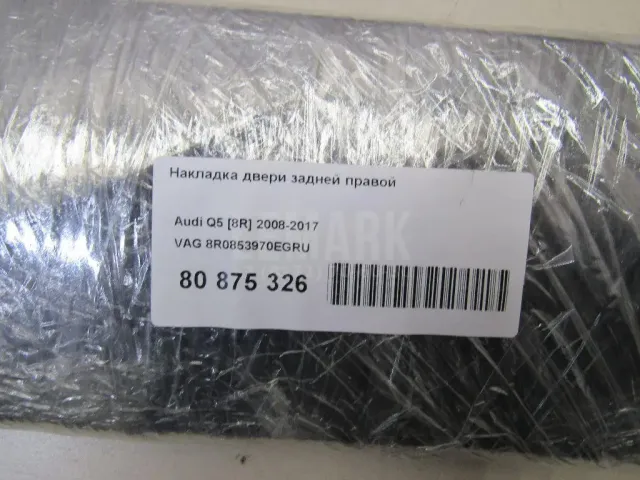 Накладка двери задней правой
Audi Q5 [8R] 2008-2017
VAG 8R0853970EGRU
80 875 326